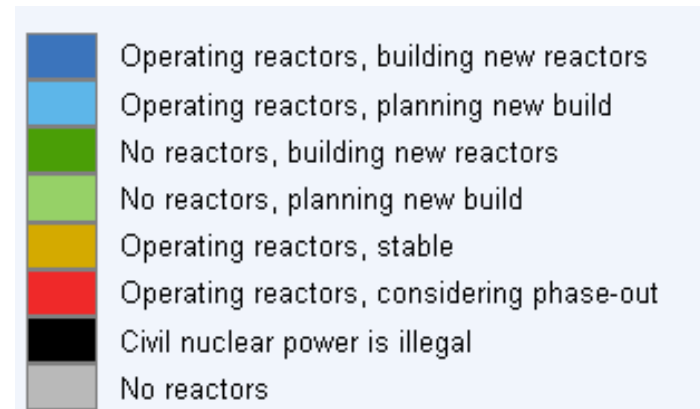 Operating reactors, building new reactors
Operating reactors, planning new build
No reactors, building new reactors
No reactors, planning new build
Operating reactors, stable
Operating reactors, considering phase-out
Civil nuclear power is illegal
No reactors